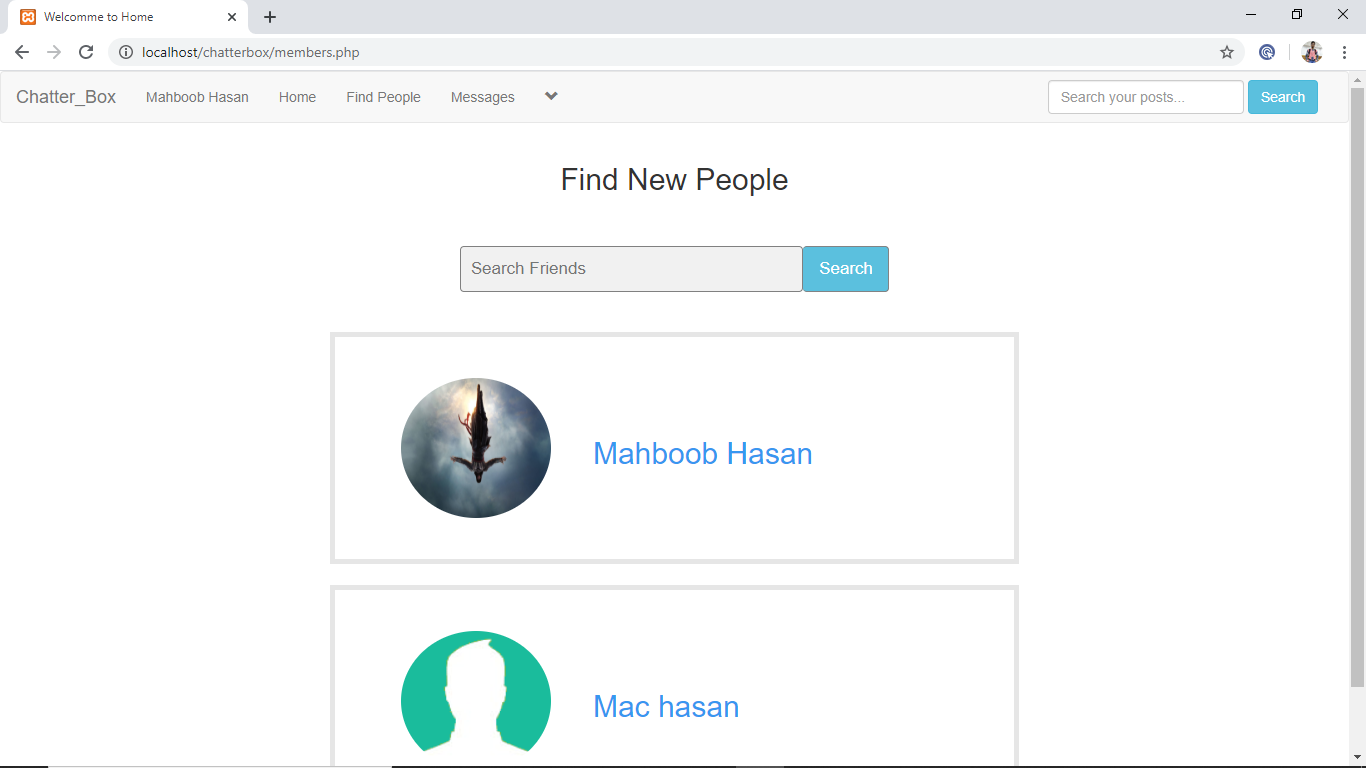 Welcomme to Home
localhost/chatterbox/members.php
Chatter_Box Mahboob Hasan Home Find People Messages Search your posts... Search
Find New People
Search Friends Search
Mahboob Hasan
Mac hasan